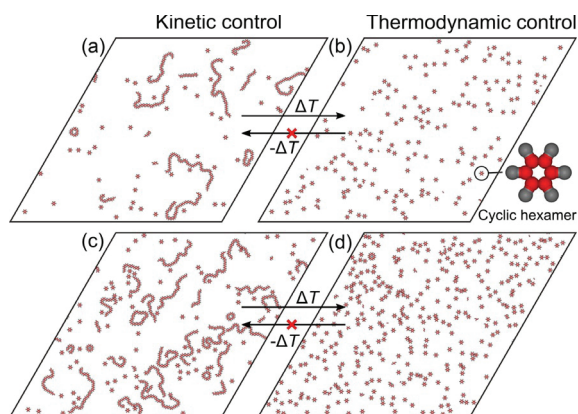 Kinetic control
Thermodynamic control
(a)
(b)
ΔT
-ΔT
Cyclic hexamer
(c)
(d)
ΔT
-ΔT